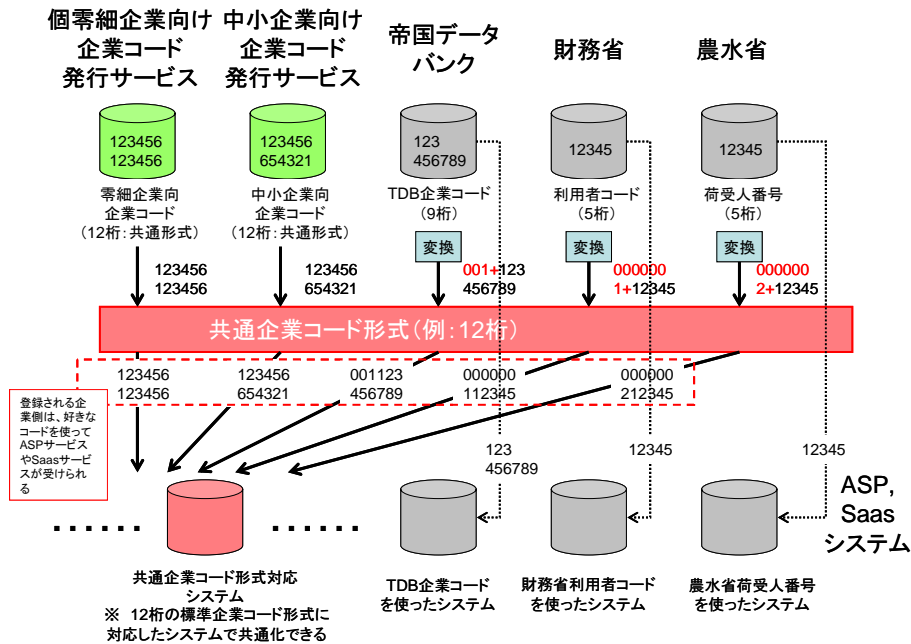 個零細企業向け
企業コード
発行サービス
中小企業向け
企業コード
発行サービス
帝国データ
バンク
財務省
農水省
123456
123456
123456
654321
123
456789
12345
12345
零細企業向
企業コード
(12桁:共通形式)
中小企業向
企業コード
(12桁:共通形式)
TDB企業コード
(9桁)
利用者コード
(5桁)
荷受人番号
(5桁)
変換
変換
変換
123456
123456
123456
654321
001+123
456789
000000
1+12345
000000
2+12345
共通企業コード形式(例:12桁)
123456
123456
123456
654321
001123
456789
000000
112345
000000
212345
登録される企
業側は、好きな
コードを使って
ASPサービス
やSaasサービ
スが受けられ
る
123
456789
12345
12345
・・・・・・
・・・・・・
ASP,
Saas
システム
共通企業コード形式対応
システム
※ 12桁の標準企業コード形式に
対応したシステムで共通化できる
TDB企業コード
を使ったシステム
財務省利用者コード
を使ったシステム
農水省荷受人番号
を使ったシステム